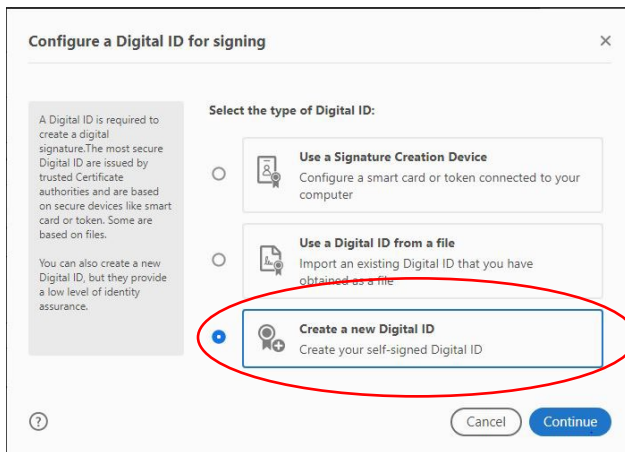 Configure a Digital ID for signing
A Digital ID is required to
create a digital
signature.The most secure
Digital ID are issued by
trusted Certificate
authorities and are based
on secure devices like smart
card or token. Some are
based on files.
You can also create a new
Digital ID, but they provide
a low level of identity
assurance.
Select the type of Digital ID:
Use a Signature Creation Device
Configure a smart card or token connected to your
computer
Use a Digital ID from a file
Import an existing Digital ID that you have
obtained as a file
Create a new Digital ID
Create your self-signed Digital ID
?
Cancel
Continue